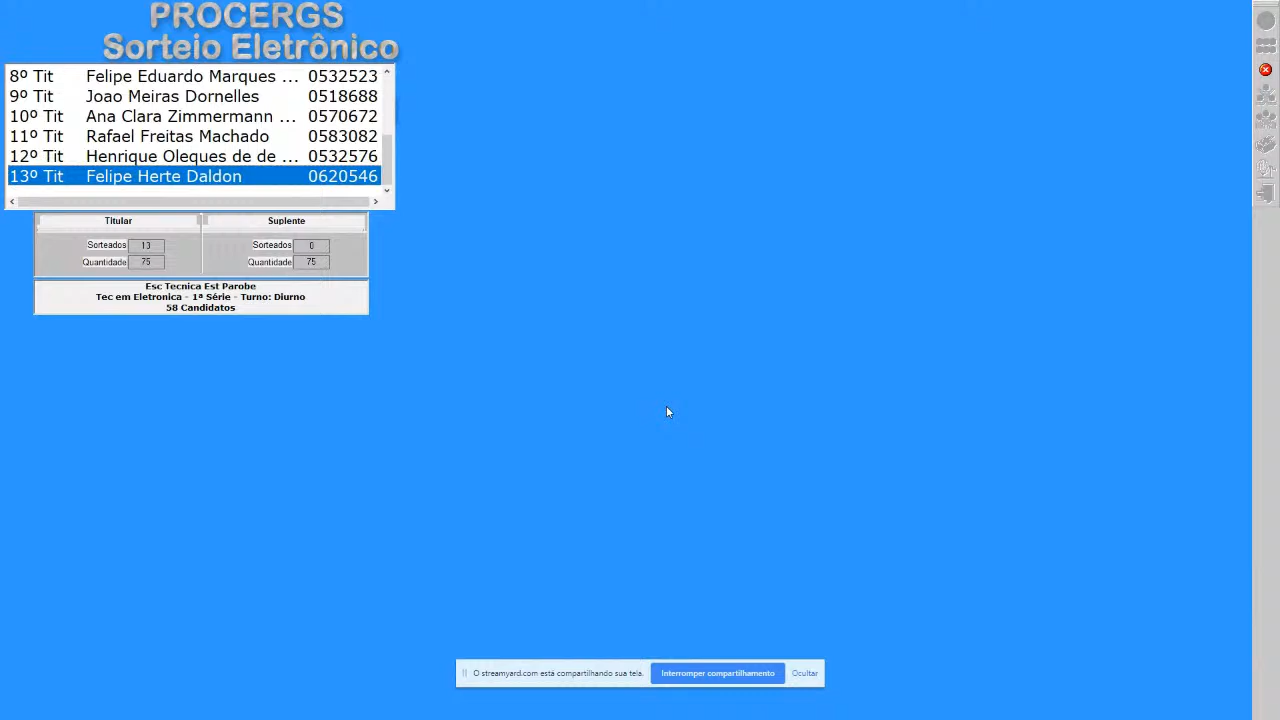 PROCERGS
Sorteio Eletrônico
8º Tit Felipe Eduardo Marques ... 0532523
9º Tit Joao Meiras Dornelles 0518688
10º Tit Ana Clara Zimmermann ... 0570672
11º Tit Rafael Freitas Machado 0583082
12º Tit Henrique Oleques de de ... 0532576
13º Tit Felipe Herte Daldon 0620546
Titular Suplente
Sorteados 13 Sorteados 0
Quantidade 75 Quantidade 75
Esc Tecnica Est Parobe
Tec em Eletronica - 1ª Série - Turno: Diurno
58 Candidatos
O streamyard.com está compartilhando sua tela. Interromper compartilhamento Ocultar